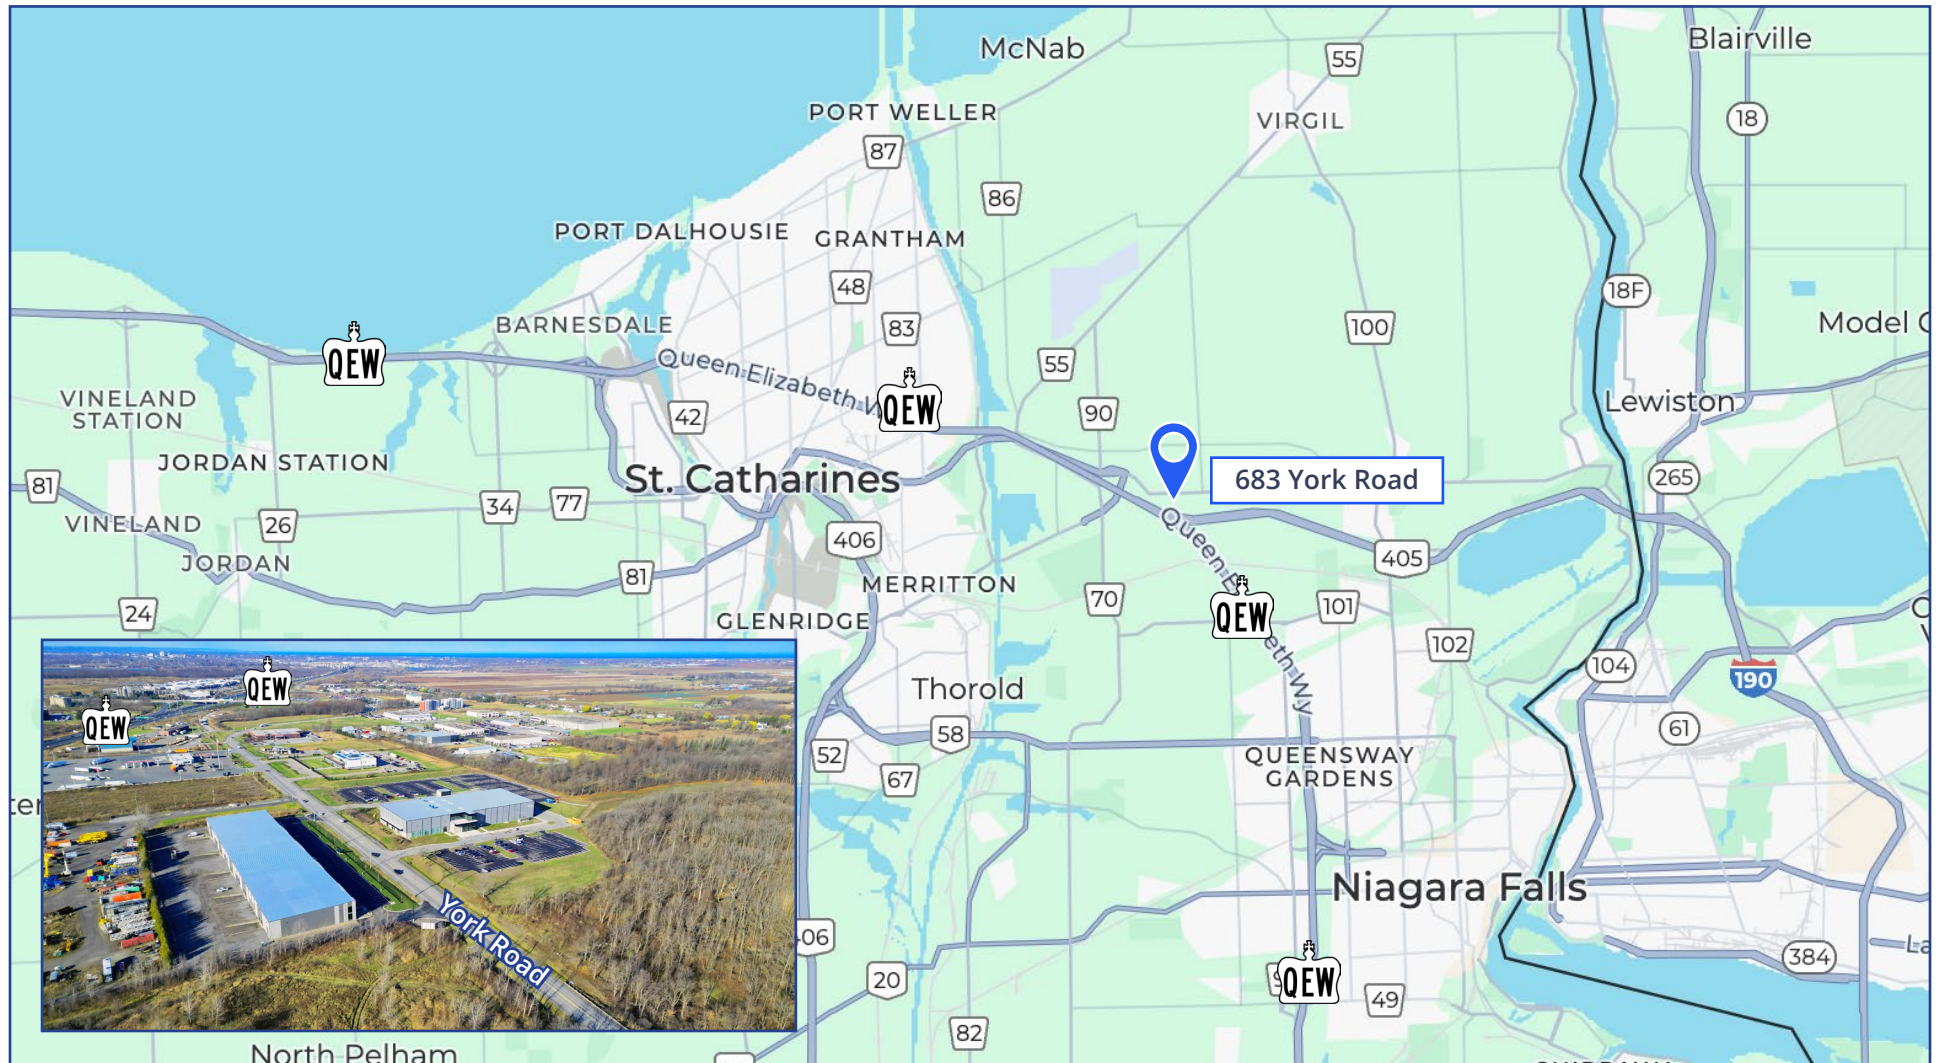 McNab
Blairville
55
18
PORT WELLER
VIRGIL
87
86
PORT DALHOUSIE
GRANTHAM
48
18F
BARNESDALE
83
100
Model
QEW
Queen Elizabeth
QEW
55
VINELAND
STATION
42
90
Lewiston
JORDAN STATION
St. Catharines
683 York Road
265
81
34
77
VINELAND
26
Queen
406
405
JORDAN
81
MERRITTON
70
QEW
101
24
GLENRIDGE
eth Wy
102
104
190
QEW
QEW
Thorold
58
61
52
67
QUEENSWAY
GARDENS
Niagara Falls
York Road
06
20
QEW
49
384
82
North Pelham